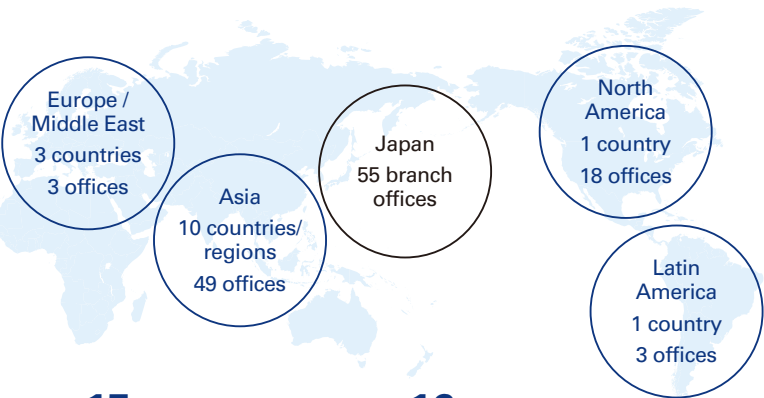 Europe /
Middle East
3 countries
3 offices
Asia
10 countries/
regions
49 offices
Japan
55 branch
offices
North
America
1 country
18 offices
Latin
America
1 country
3 offices